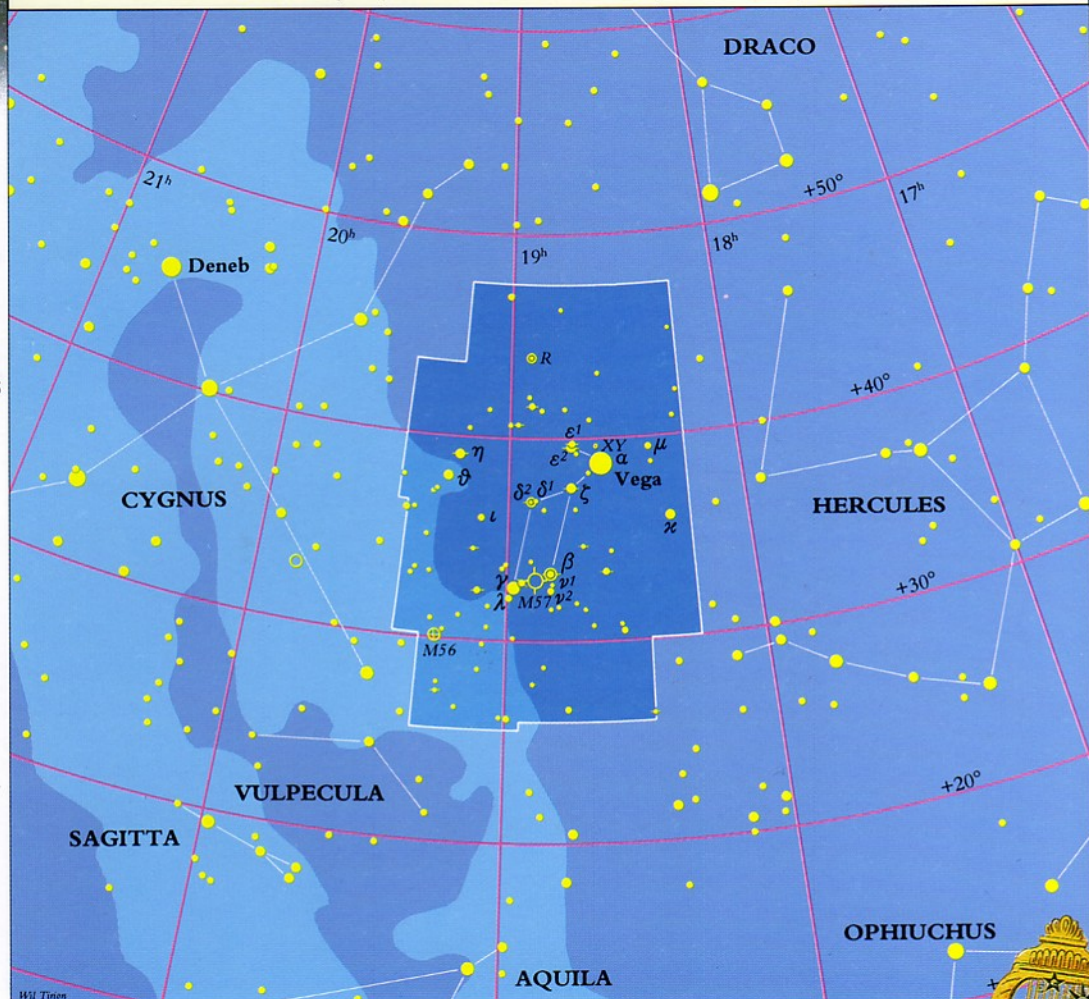 DRACO
21h
20h
19h
18h
+50°
17h
Deneb
R
+40°
ε1
ε2
XY
α
μ
Vega
η
ϑ
δ2 δ1
ζ
CYGNUS
HERCULES
ι
ϰ
β
γ
ν1
λ
M57
ν2
+30°
M56
+20°
VULPECULA
SAGITTA
OPHIUCHUS
AQUILA
Wil Tirion